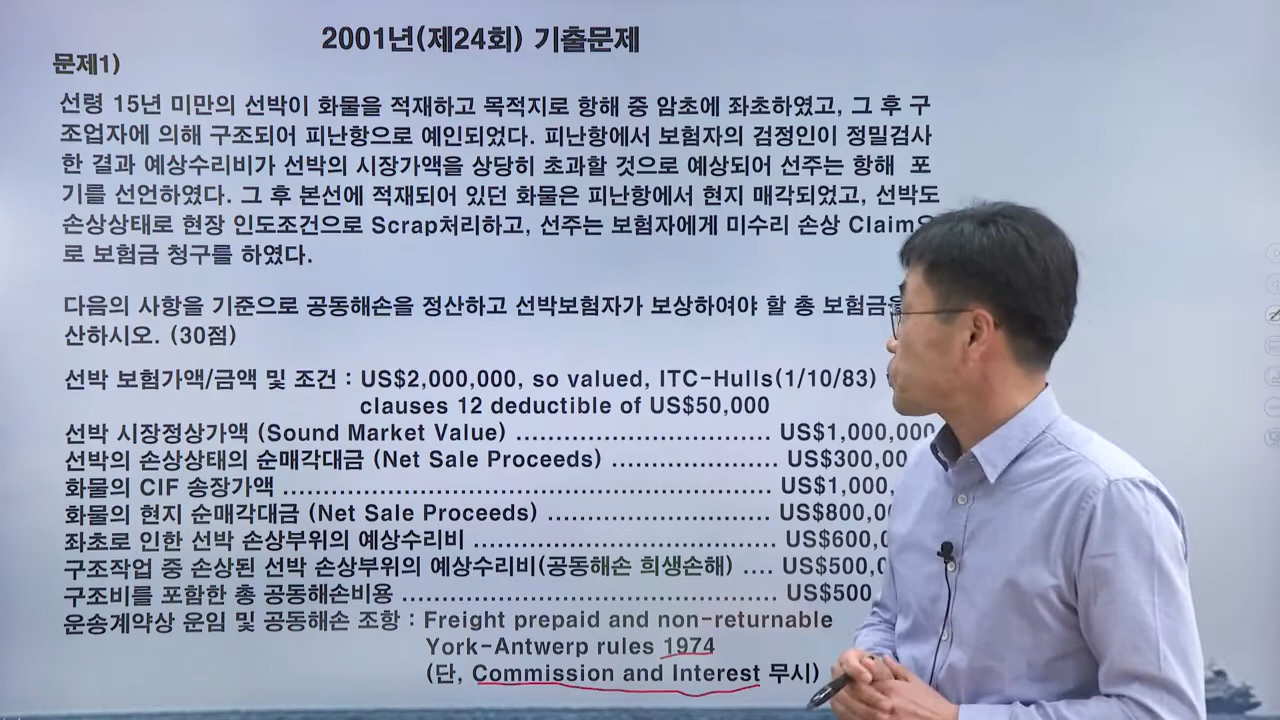 2001년(제24회) 기출문제
문제1)
선령 15년 미만의 선박이 화물을 적재하고 목적지로 항해 중 암초에 좌초하였고, 그 후 구
조업자에 의해 구조되어 피난항으로 예인되었다. 피난항에서 보험자의 검정인이 정밀검사
한 결과 예상수리비가 선박의 시장가액을 상당히 초과할 것으로 예상되어 선주는 항해 포
기를 선언하였다. 그 후 본선에 적재되어 있던 화물은 피난항에서 현지 매각되었고, 선박도
손상상태로 현장 인도조건으로 Scrap처리하고, 선주는 보험자에게 미수리 손상 Claim으
로 보험금 청구를 하였다.
다음의 사항을 기준으로 공동해손을 정산하고 선박보험자가 보상하여야 할 총 보험금을
산하시오. (30점)
선박 보험가액/금액 및 조건 : US$2,000,000, so valued, ITC-Hulls(1/10/83)
clauses 12 deductible of US$50,000
선박 시장정상가액 (Sound Market Value) ................................ US$1,000,000
선박의 손상상태의 순매각대금 (Net Sale Proceeds) ..................... US$300,00
화물의 CIF 송장가액 ............................................................. US$1,000,
화물의 현지 순매각대금 (Net Sale Proceeds) ............................ US$800,0
좌초로 인한 선박 손상부위의 예상수리비 ...................................... US$600,0
구조작업 중 손상된 선박 손상부위의 예상수리비(공동해손 희생손해) .... US$500,0
구조비를 포함한 총 공동해손비용 ............................................... US$500
운송계약상 운임 및 공동해손 조항 : Freight prepaid and non-returnable
York-Antwerp rules 1974
(단, Commission and Interest 무시)